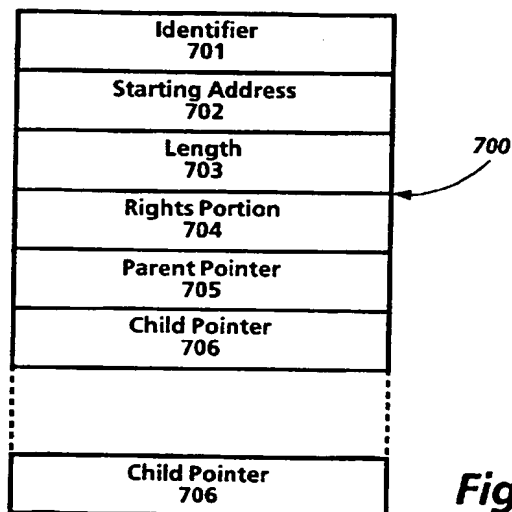 Identifier
701
Starting Address
702
Length
703
700
Rights Portion
704
Parent Pointer
705
Child Pointer
706
Child Pointer
706
Fig